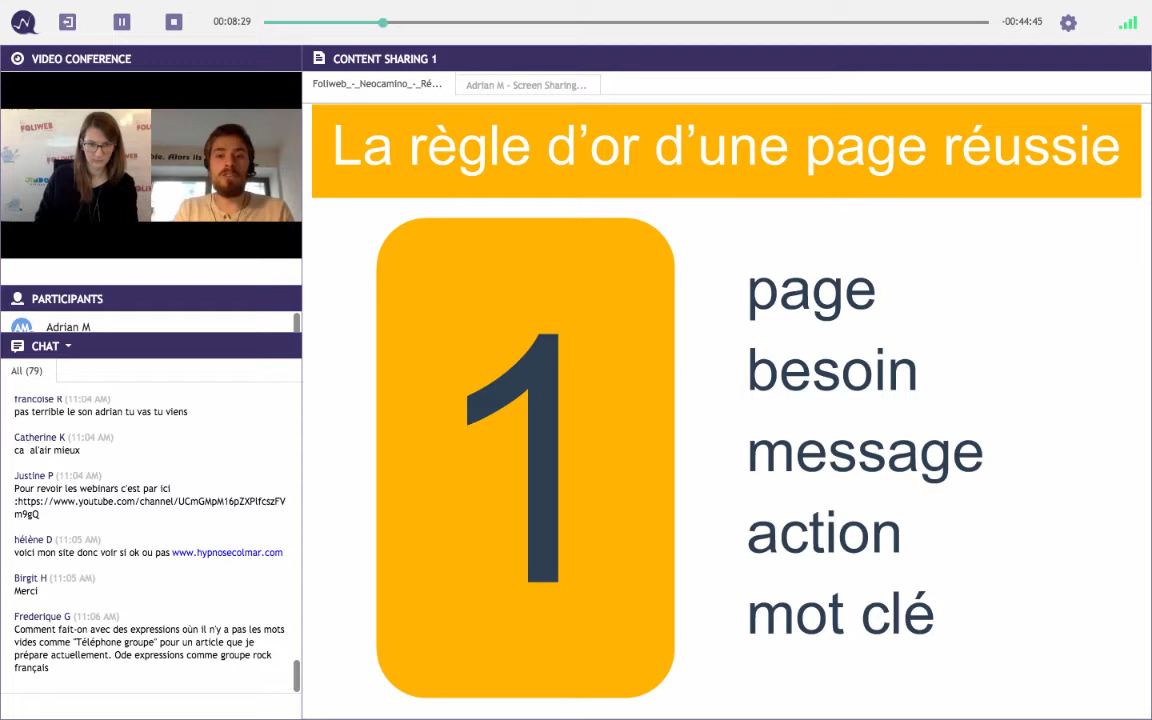 00:08:29
-00:44:45
VIDEO CONFERENCE
FOLIWEB
ble. Alors ils
JIMDO
PARTICIPANTS
AM
Adrian M
CHAT
All (79)
francoise R (11:04 AM)
pas terrible le son adrian tu vas tu viens
Catherine K (11:04 AM)
ca al'air mieux
Justine P (11:04 AM)
Pour revoir les webinars c'est par ici
:https://www.youtube.com/channel/UCmGMpM16pZXPlfcszFV
m9gQ
hélène D (11:05 AM)
voici mon site donc voir si ok ou pas www.hypnosecolmar.com
Birgit H (11:05 AM)
Merci
Frederique G (11:06 AM)
Comment fait-on avec des expressions oùn il n'y a pas les mots
vides comme "Téléphone groupe" pour un article que je
prépare actuellement. Ode expressions comme groupe rock
français
CONTENT SHARING 1
Foliweb_-_Neocamino_-_Ré...
Adrian M - Screen Sharing...
La règle d'or d'une page réussie
1
page
besoin
message
action
mot clé